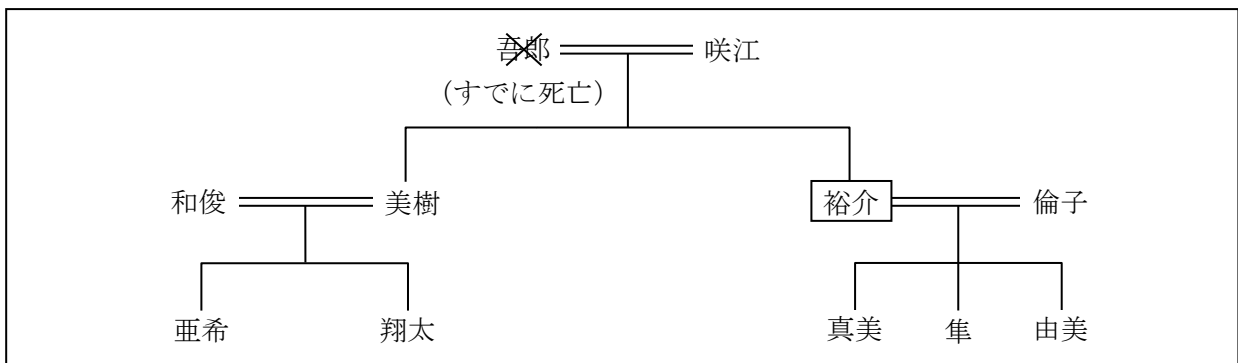 吾郎 咲江
(すでに死亡)
和俊 美樹 裕介 倫子
亜希 翔太 真美 隼 由美